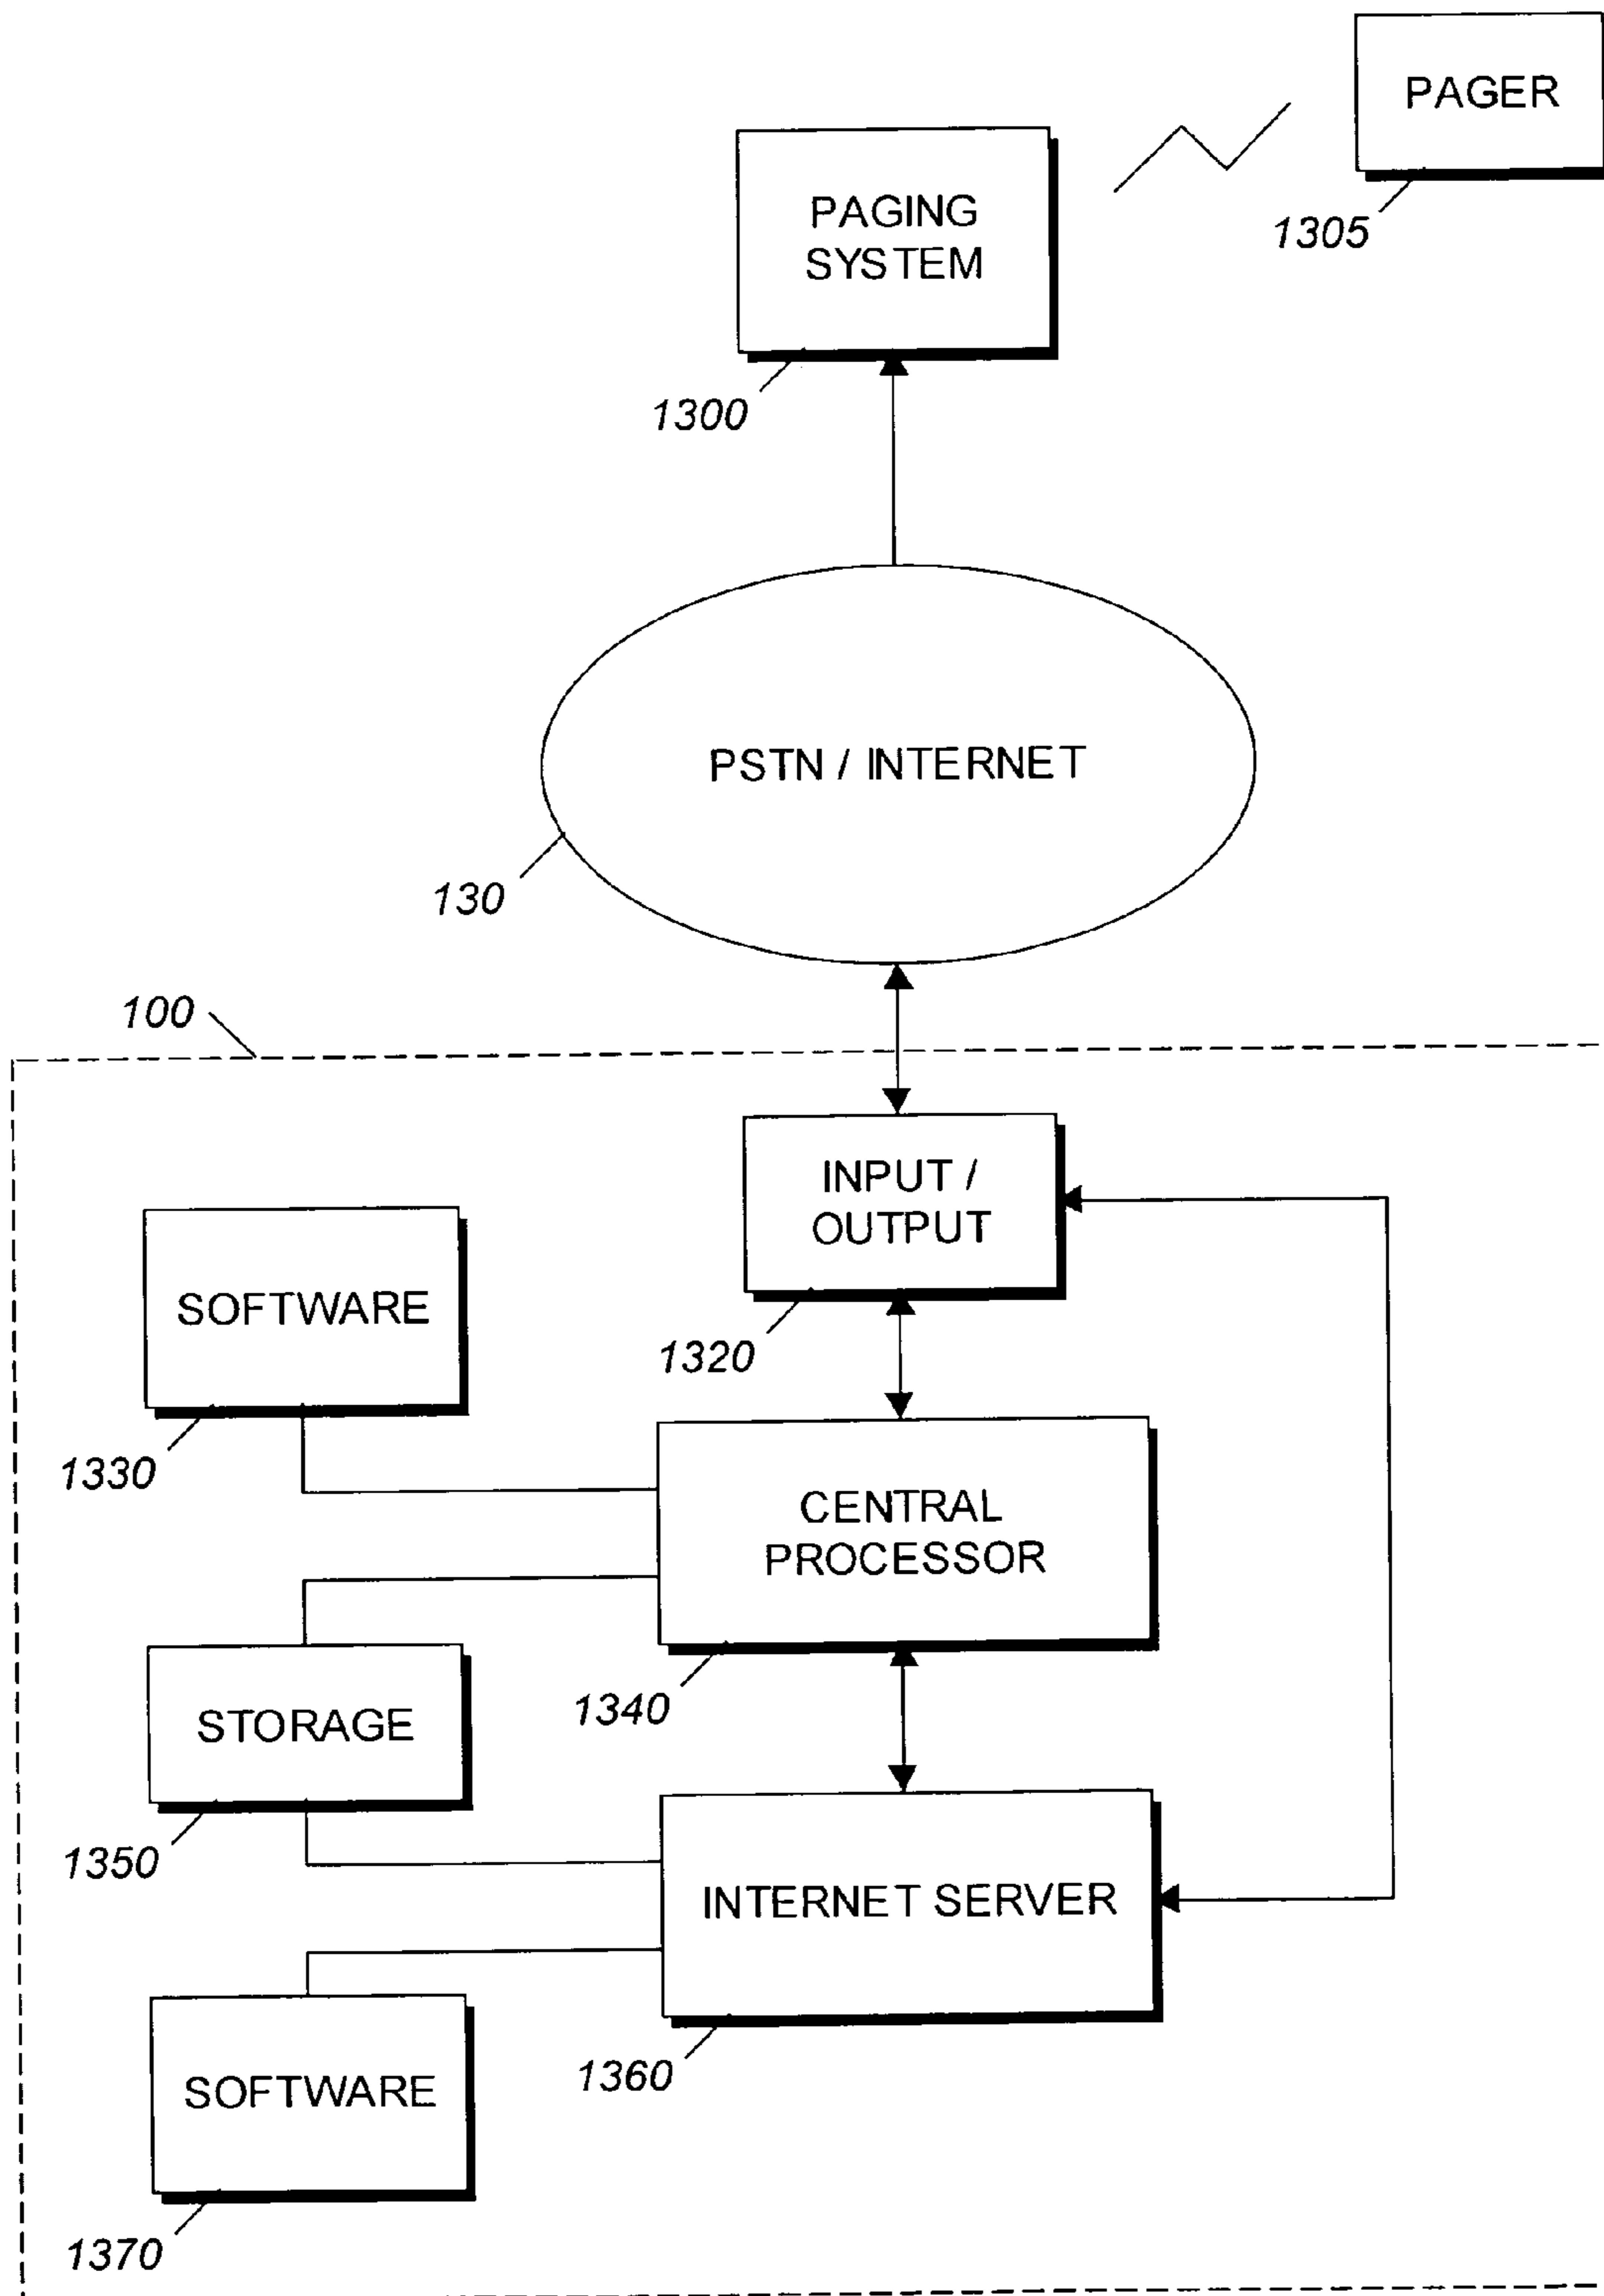 PAGER
1305
PAGING
SYSTEM
1300
PSTN / INTERNET
130
100
INPUT /
OUTPUT
1320
SOFTWARE
1330
CENTRAL
PROCESSOR
1340
STORAGE
1350
INTERNET SERVER
1360
SOFTWARE
1370